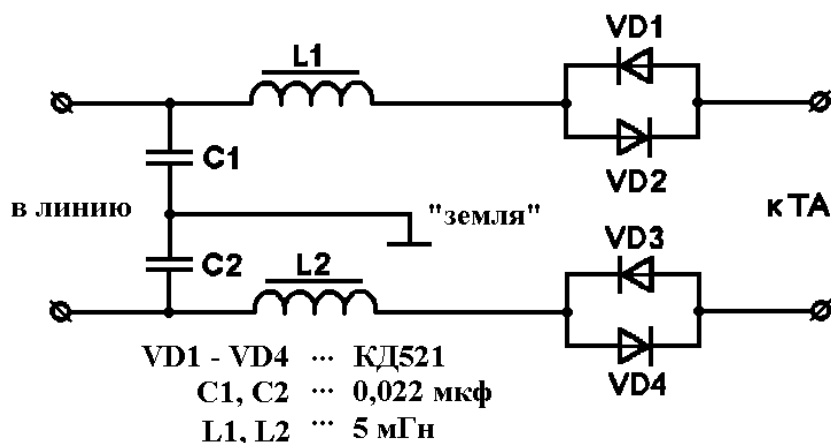 VD1
L1
C1
VD2
в линию
"земля"
к ТА
VD3
C2
L2
VD4
VD1 - VD4 ... КД521
C1, C2 ... 0,022 мкф
L1, L2 ... 5 мГн